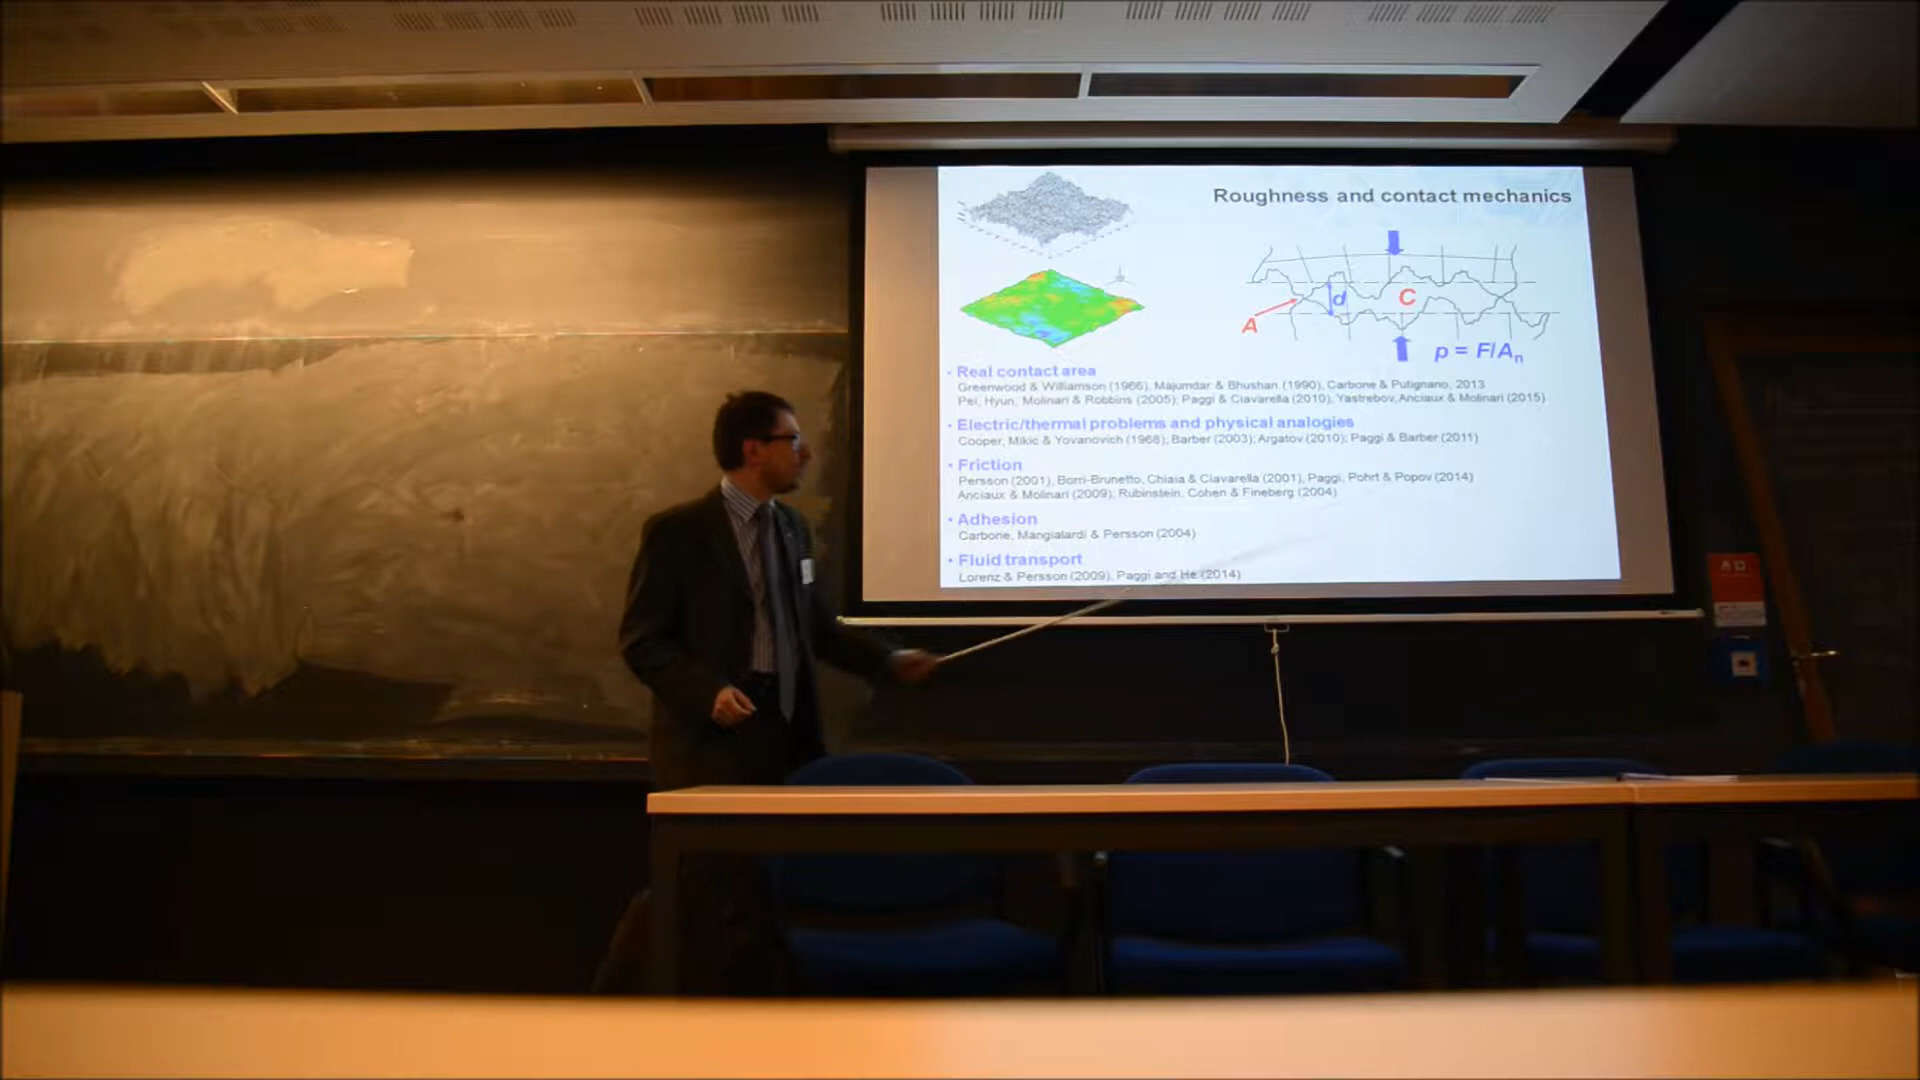 Roughness and contact mechanics
A
d
C
p = F/An
• Real contact area
Greenwood & Williamson (1966), Majumdar & Bhushan (1990), Carbone & Putignano, 2013
Pei, Hyun, Molinari & Robbins (2005); Paggi & Ciavarella (2010), Yastrebov, Anciaux & Molinari (2015)
• Electric/thermal problems and physical analogies
Cooper, Mikic & Yovanovich (1968); Barber (2003); Argatov (2010); Paggi & Barber (2011)
• Friction
Persson (2001), Borri-Brunetto, Chiaia & Ciavarella (2001), Paggi, Pohrt & Popov (2014)
Anciaux & Molinari (2009); Rubinstein, Cohen & Fineberg (2004)
• Adhesion
Carbone, Mangialardi & Persson (2004)
• Fluid transport
Lorenz & Persson (2009), Paggi and He (2014)